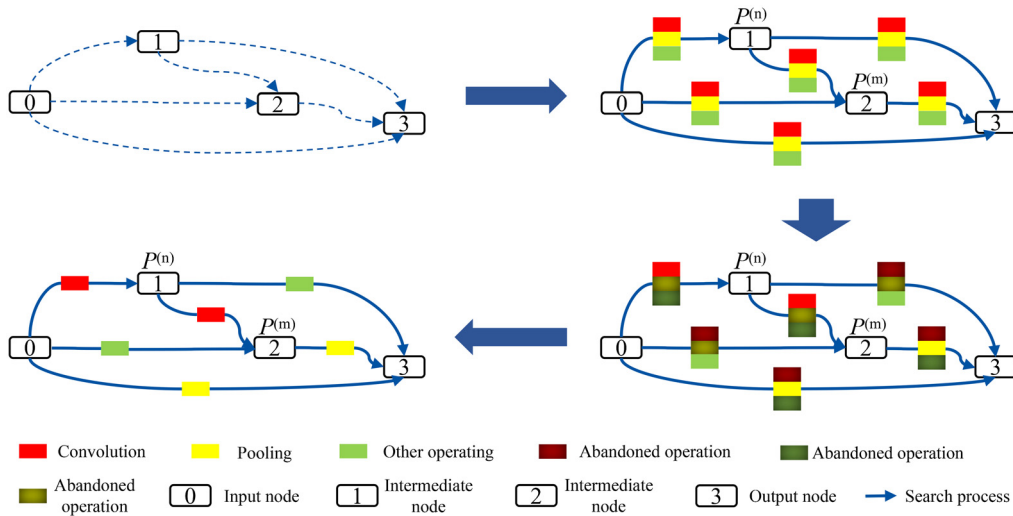 P(n)
1
0
2
3
P(n)
1
P(m)
0
2
3
P(n)
1
P(m)
0
2
3
P(n)
1
P(m)
0
2
3
Convolution
Pooling
Other operating
Abandoned operation
Abandoned operation
Abandoned
operation
0
Input node
1
Intermediate
node
2
Intermediate
node
3
Output node
Search process